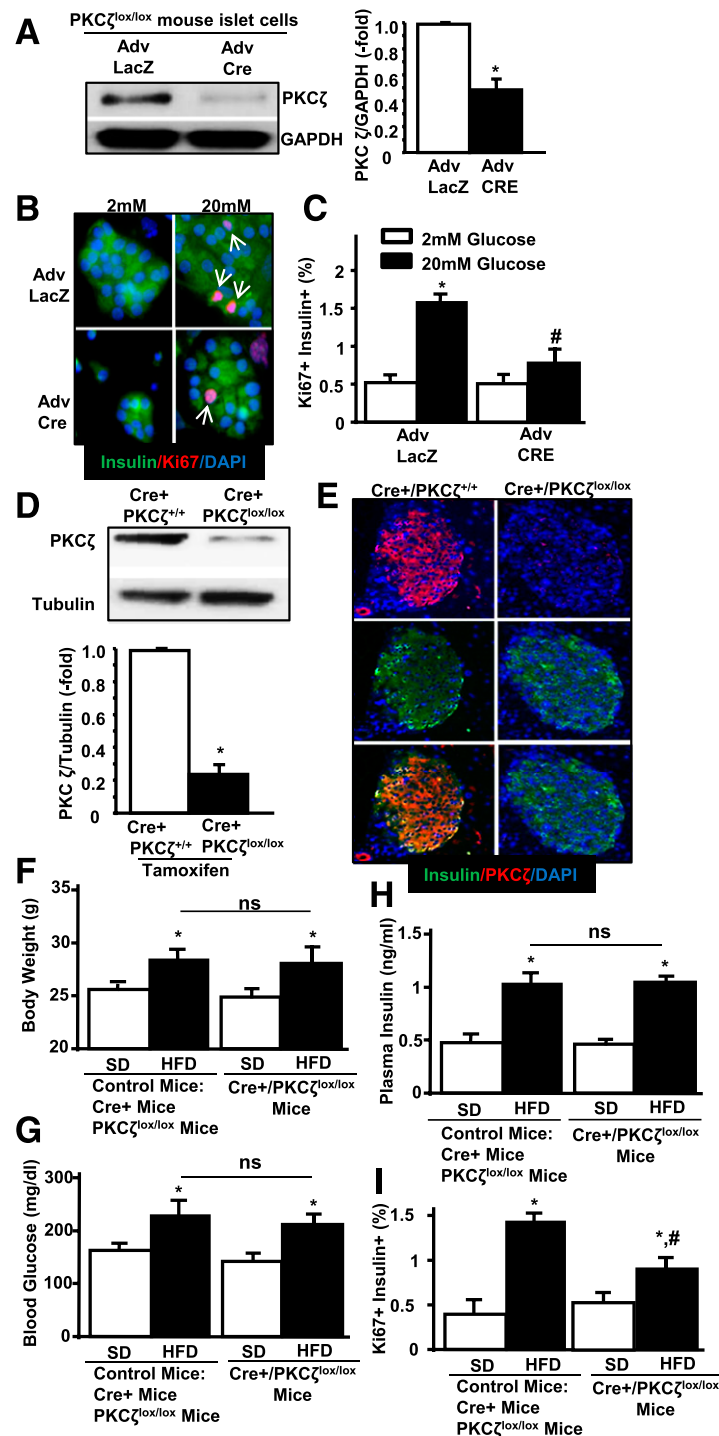 A
PKCζlox/lox mouse islet cells
Adv
LacZ
Adv
Cre
PKCζ
GAPDH
PKC ζ/GAPDH (-fold)
1.0
0.8
0.6
0.4
0.2
0
*
Adv
LacZ
Adv
CRE
B
2mM
20mM
Adv
LacZ
Adv
Cre
Insulin/Ki67/DAPI
C
2mM Glucose
20mM Glucose
Ki67+ Insulin+ (%)
2
1.5
1
0.5
0
*
#
Adv
LacZ
Adv
CRE
D
Cre+
PKCζ+/+
Cre+
PKCζlox/lox
PKCζ
Tubulin
PKC ζ/Tubulin (-fold)
1.0
0.8
0.6
0.4
0.2
0
*
Cre+
PKCζ+/+
Cre+
PKCζlox/lox
Tamoxifen
E
Cre+/PKCζ+/+
Cre+/PKCζlox/lox
Insulin/PKCζ/DAPI
F
Body Weight (g)
35
30
25
20
ns
*
*
SD
HFD
SD
HFD
Control Mice:
Cre+ Mice
PKCζlox/lox Mice
Cre+/PKCζlox/lox
Mice
G
Blood Glucose (mg/dl)
300
200
100
0
ns
*
*
SD
HFD
SD
HFD
Control Mice:
Cre+ Mice
PKCζlox/lox Mice
Cre+/PKCζlox/lox
Mice
H
Plasma Insulin (ng/ml)
1.5
1
0.5
0
ns
*
*
SD
HFD
SD
HFD
Control Mice:
Cre+ Mice
PKCζlox/lox Mice
Cre+/PKCζlox/lox
Mice
I
Ki67+ Insulin+ (%)
1.5
1
0.5
0
*
*,#
SD
HFD
SD
HFD
Control Mice:
Cre+ Mice
PKCζlox/lox Mice
Cre+/PKCζlox/lox
Mice